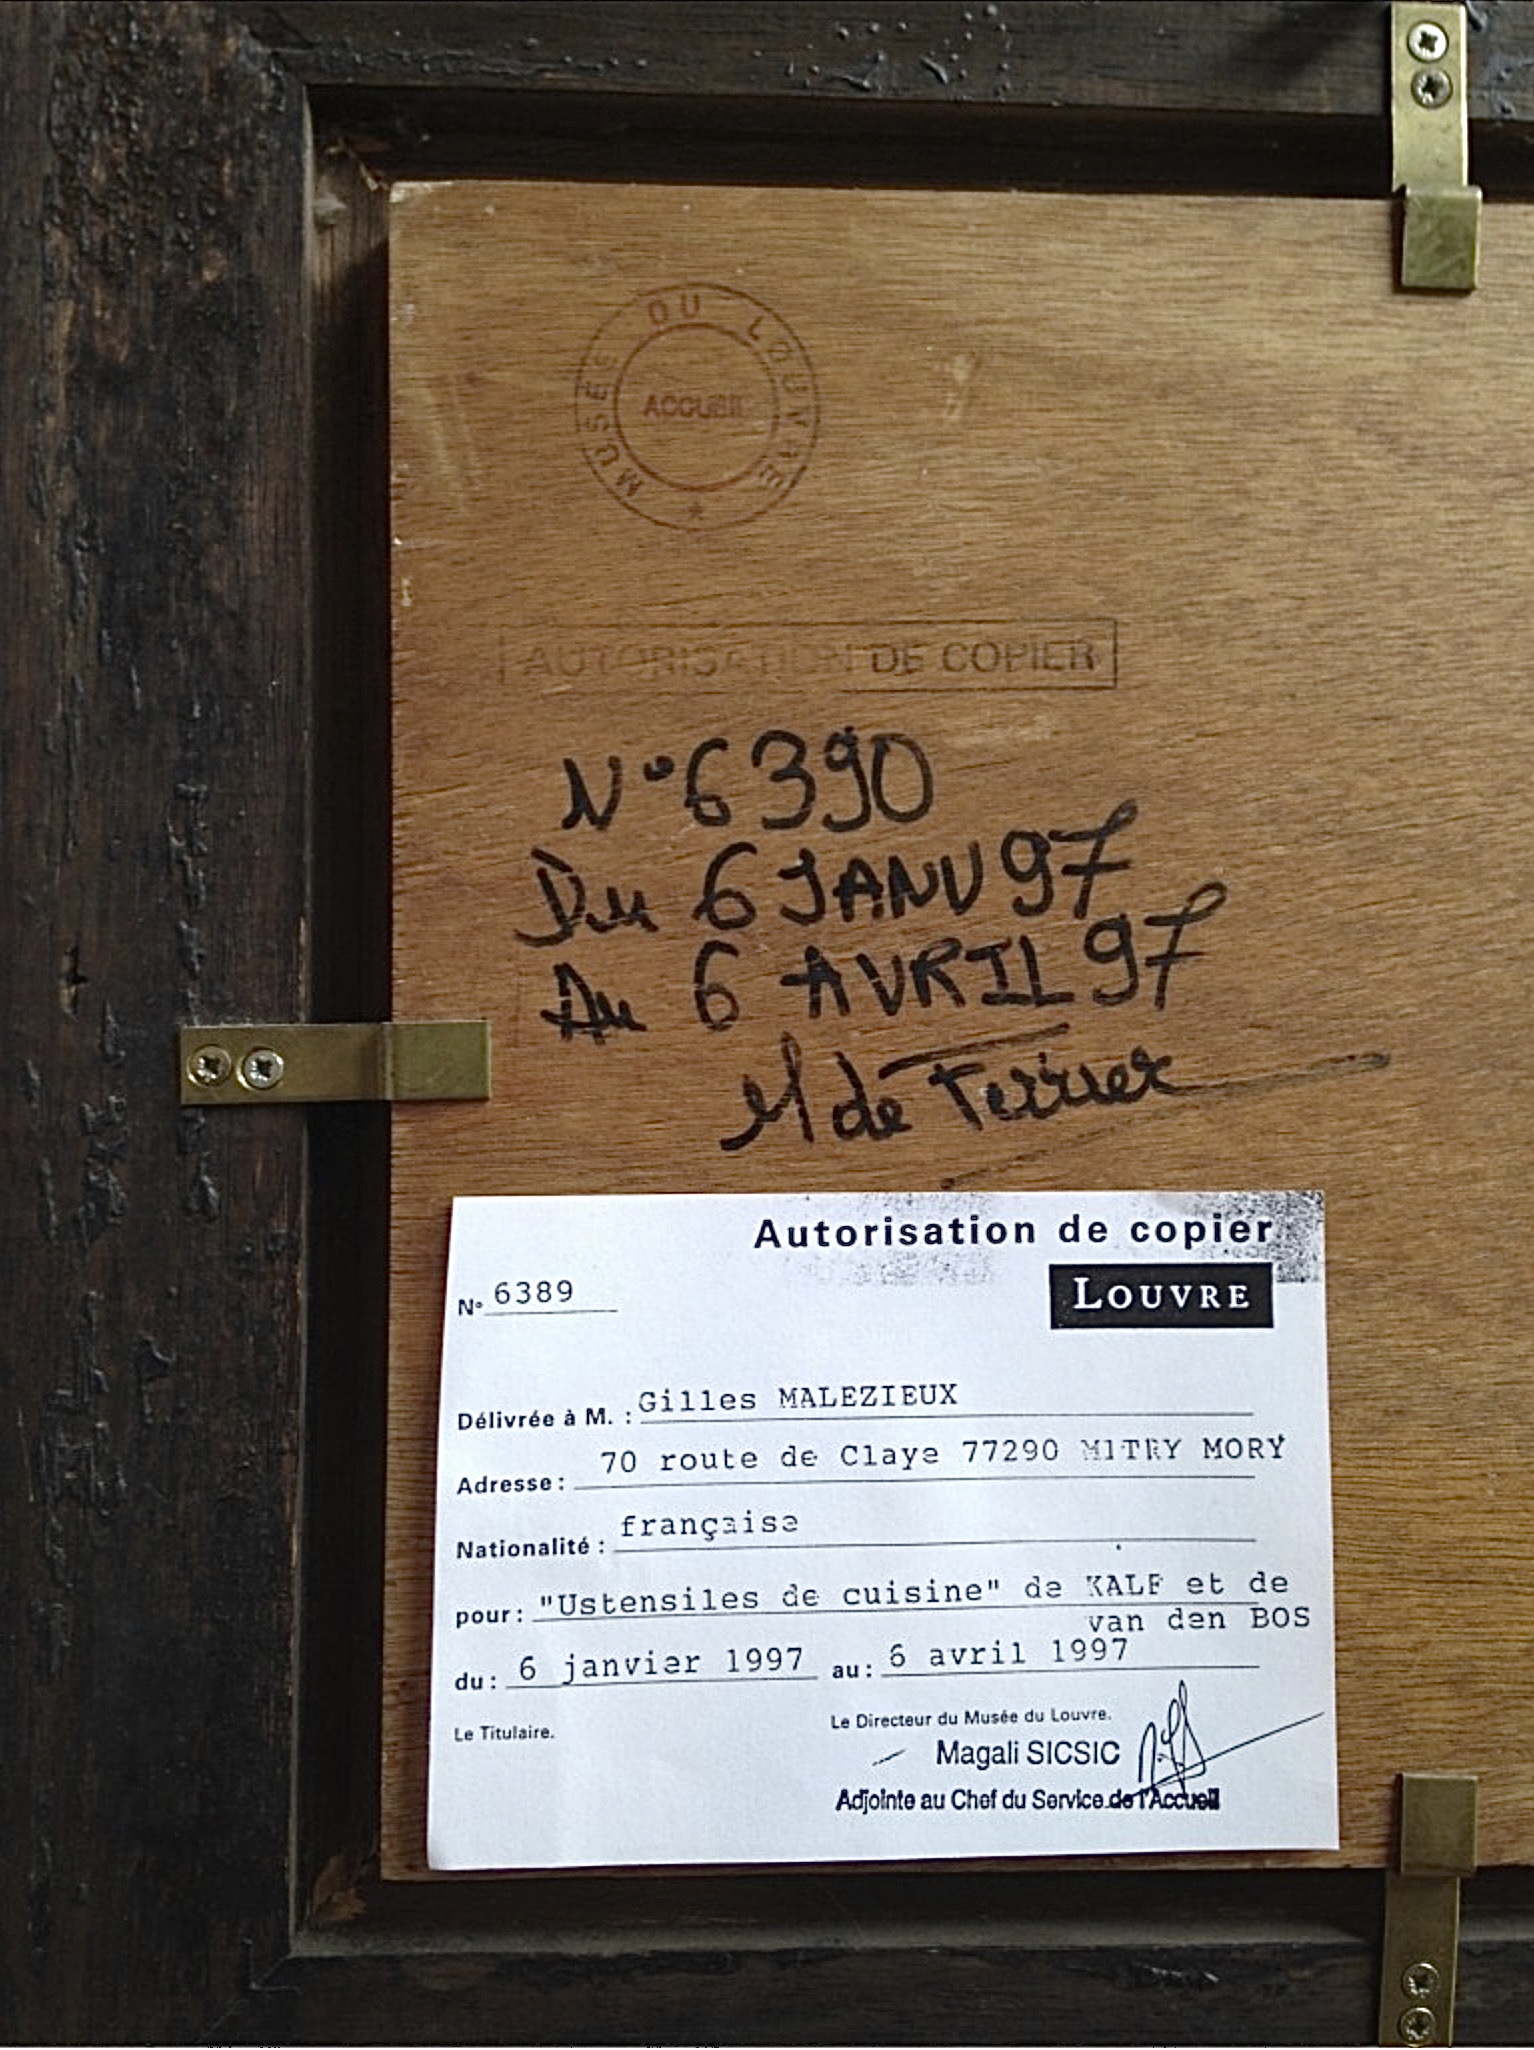 MUSEE DU LOUVRE
ACCUEIL
AUTORISATION DE COPIER
N° 6390
Du 6 JANV 97
Au 6 AVRIL 97
M de Ferrier
Autorisation de copier
LOUVRE
N° 6389
Délivrée à M. : Gilles MALEZIEUX
Adresse : 70 route de Claye 77290 MITRY MORY
Nationalité : française
pour : "Ustensiles de cuisine" de KALF et de
van den BOS
du : 6 janvier 1997 au : 6 avril 1997
Le Titulaire.
Le Directeur du Musée du Louvre.
Magali SICSIC
Adjointe au Chef du Service de l'Accueil